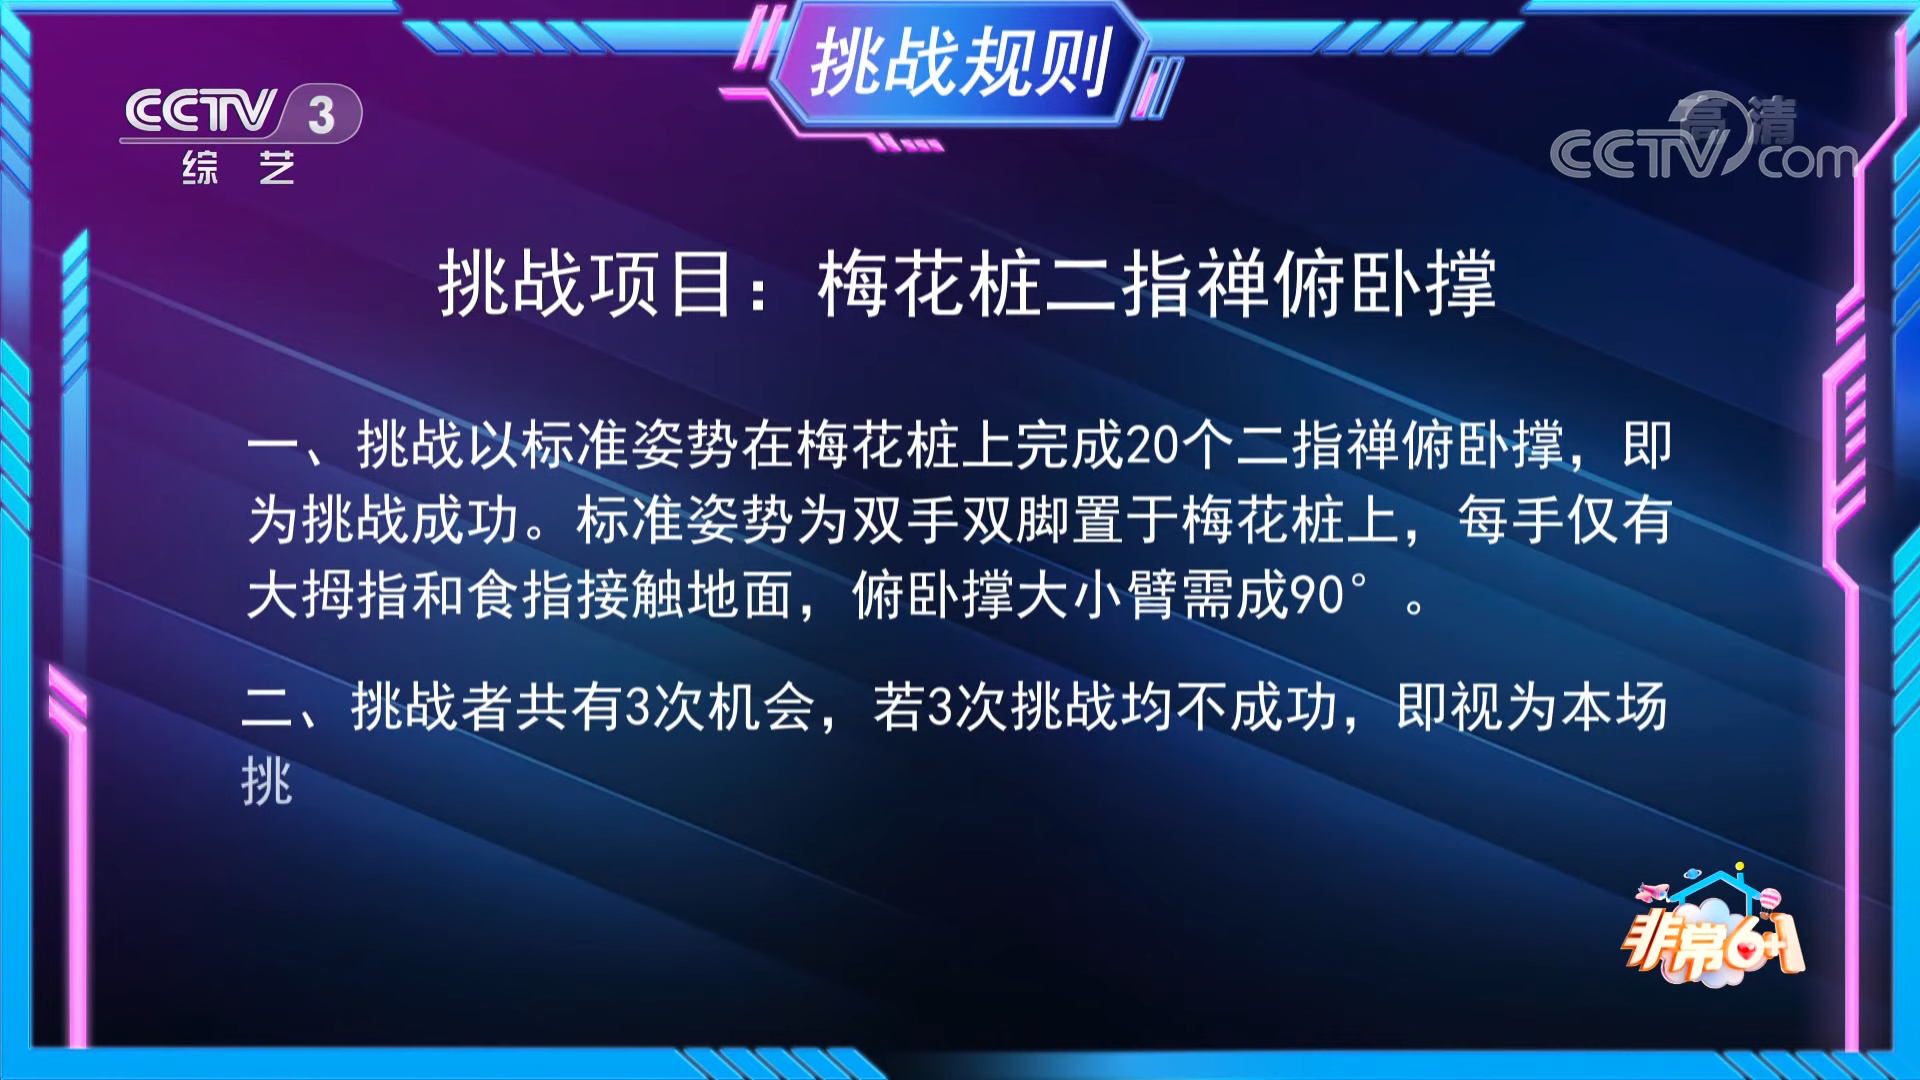 挑战规则
CCTV 3
综艺
高清
CCTV.com
挑战项目：梅花桩二指禅俯卧撑
一、挑战以标准姿势在梅花桩上完成20个二指禅俯卧撑，即
为挑战成功。标准姿势为双手双脚置于梅花桩上，每手仅有
大拇指和食指接触地面，俯卧撑大小臂需成90°。
二、挑战者共有3次机会，若3次挑战均不成功，即视为本场
挑
非常6+1